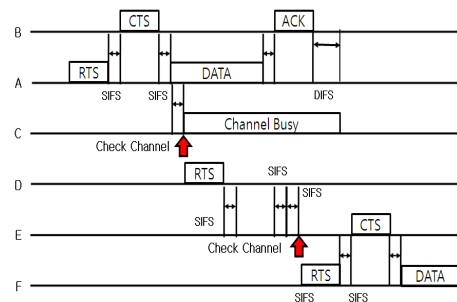 B
CTS
ACK
A
RTS
SIFS
SIFS
DATA
DIFS
C
Channel Busy
Check Channel
D
RTS
SIFS
SIFS
SIFS
E
CTS
Check Channel
F
RTS
DATA
SIFS
SIFS